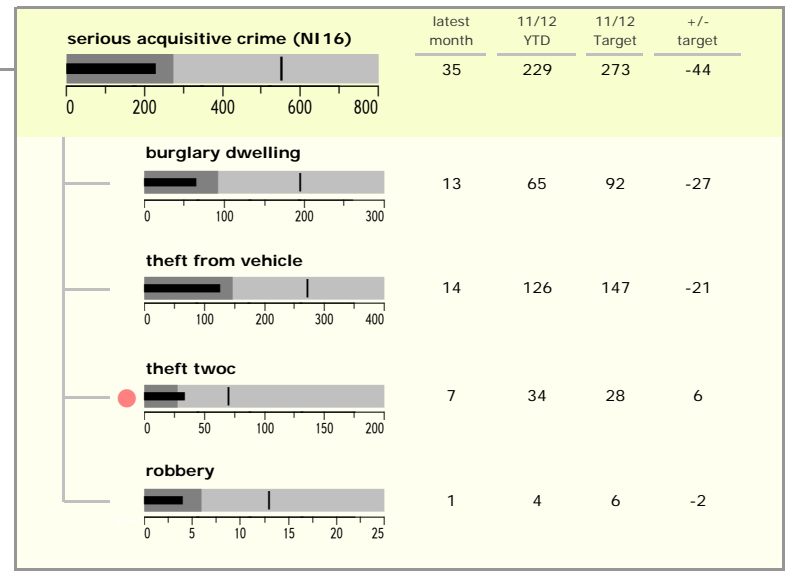 latest 11/12 11/12 +/-
serious acquisitive crime (NI16) month YTD Target target
35 229 273 -44
0 200 400 600 800
burglary dwelling
13 65 92 -27
0 100 200 300
theft from vehicle
14 126 147 -21
0 100 200 300 400
theft twoc
7 34 28 6
0 50 100 150 200
robbery
1 4 6 -2
0 5 10 15 20 25